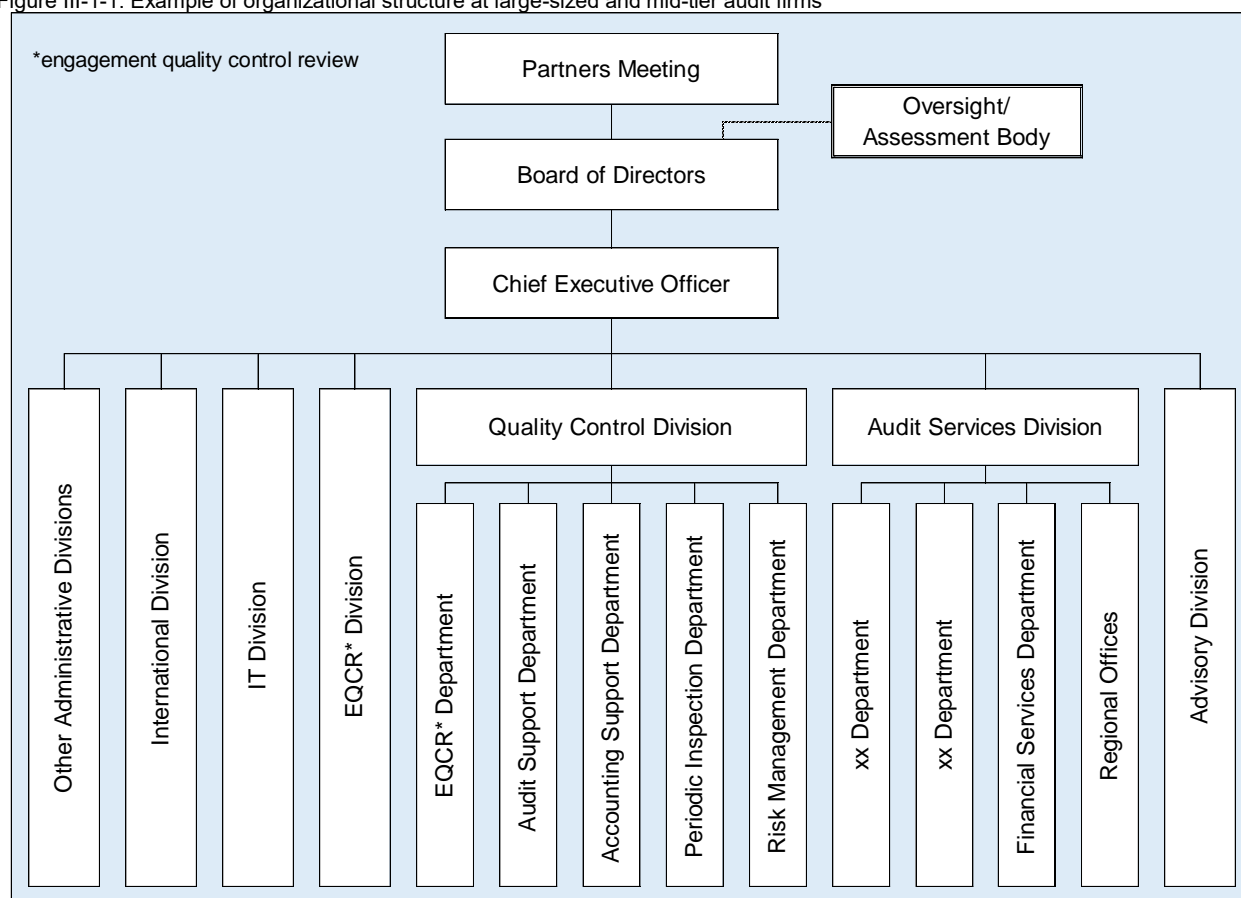 Figure III-1-1: Example of organizational structure at large-sized and mid-tier audit firms
*engagement quality control review
Partners Meeting
Oversight/
Assessment Body
Board of Directors
Chief Executive Officer
Other Administrative Divisions
International Division
IT Division
EQCR* Division
Quality Control Division
EQCR* Department
Audit Support Department
Accounting Support Department
Periodic Inspection Department
Risk Management Department
Audit Services Division
xx Department
xx Department
Financial Services Department
Regional Offices
Advisory Division